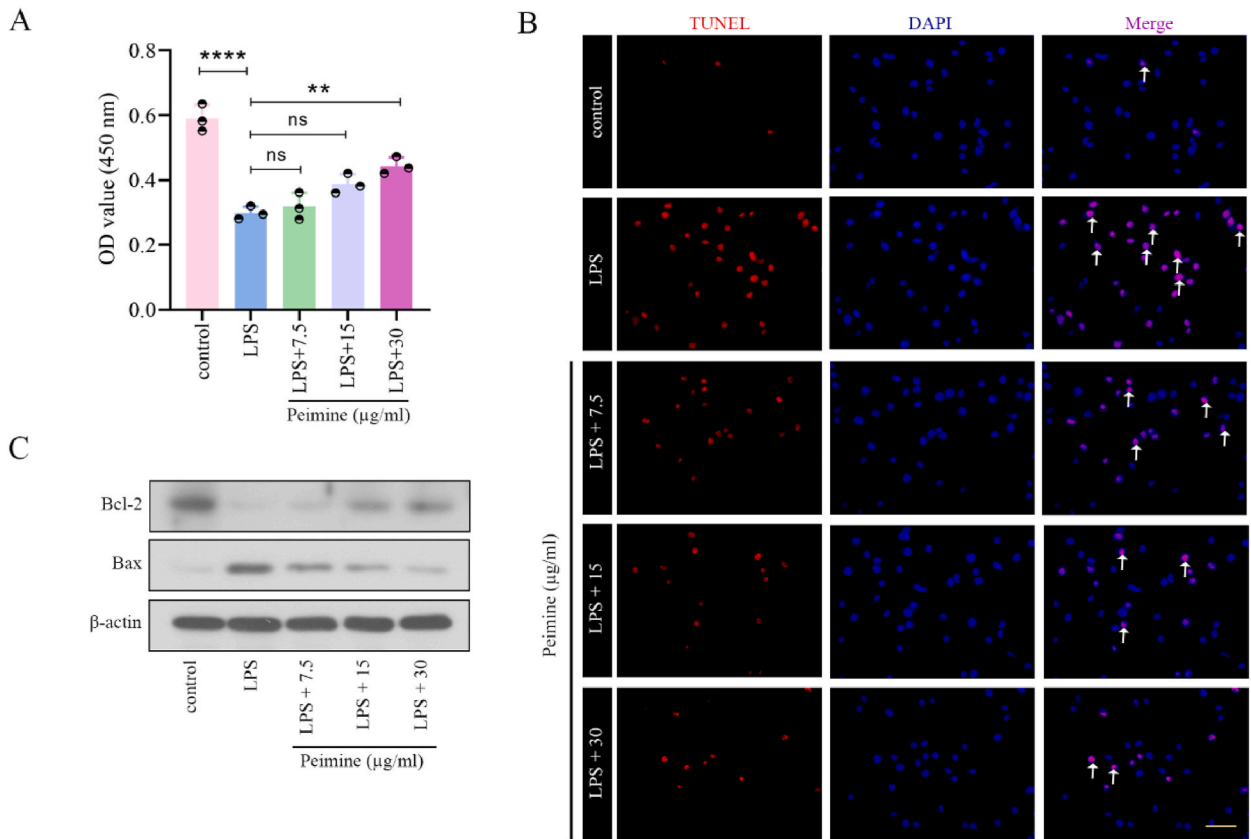 A
OD value (450 nm)
0.8
0.6
0.4
0.2
0.0
****
**
ns
ns
control
LPS
LPS+7.5
LPS+15
LPS+30
Peimine (µg/ml)
B
TUNEL
DAPI
Merge
control
LPS
LPS + 7.5
LPS + 15
LPS + 30
Peimine (µg/ml)
C
Bcl-2
Bax
β-actin
control
LPS
LPS + 7.5
LPS + 15
LPS + 30
Peimine (µg/ml)